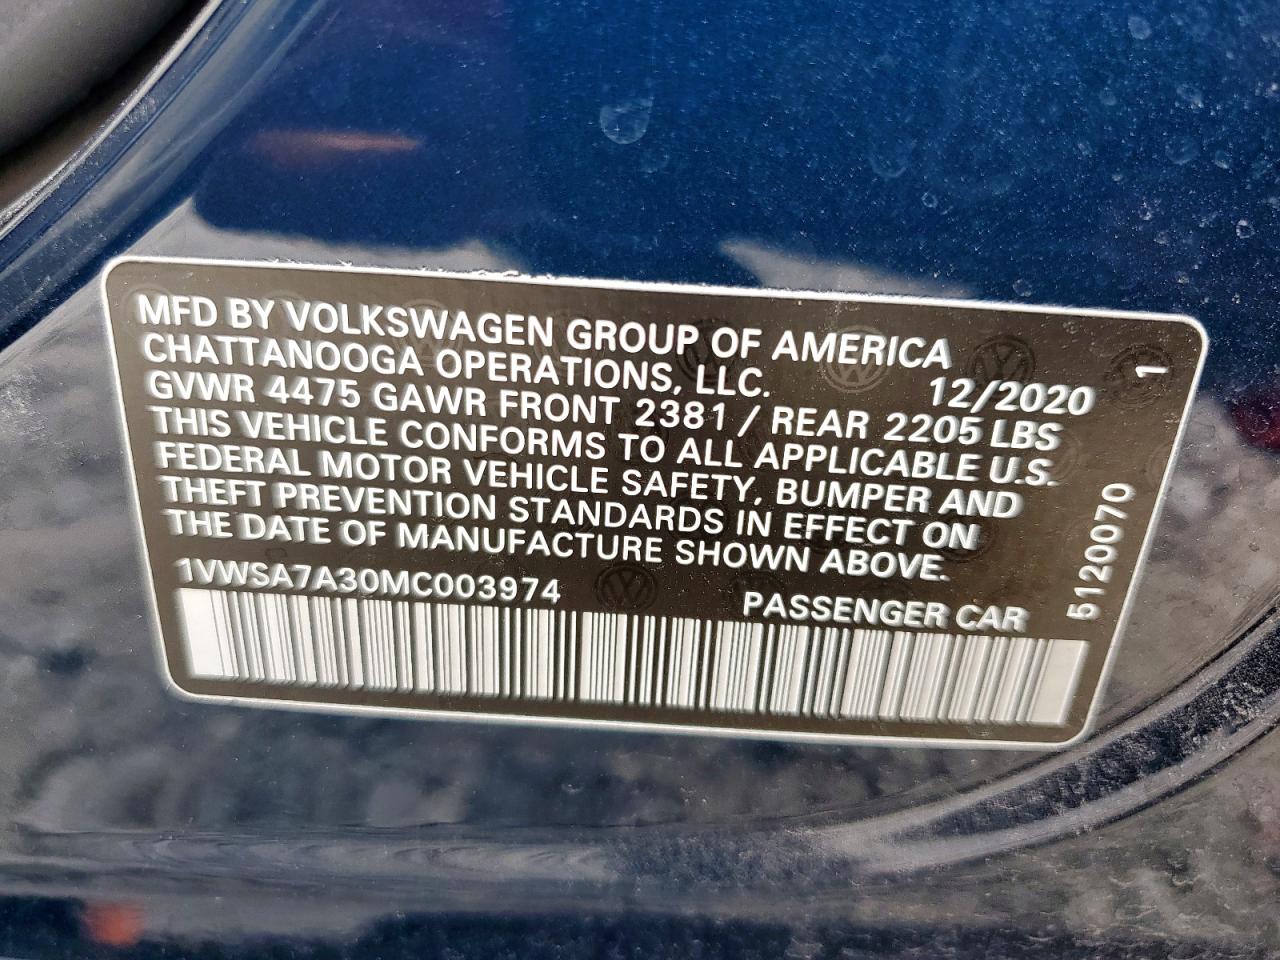 MFD BY VOLKSWAGEN GROUP OF AMERICA
CHATTANOOGA OPERATIONS, LLC. 12/2020 1
GVWR 4475 GAWR FRONT 2381 / REAR 2205 LBS
THIS VEHICLE CONFORMS TO ALL APPLICABLE U.S.
FEDERAL MOTOR VEHICLE SAFETY, BUMPER AND
THEFT PREVENTION STANDARDS IN EFFECT ON
THE DATE OF MANUFACTURE SHOWN ABOVE.
1VWSA7A30MC003974 PASSENGER CAR
5120070